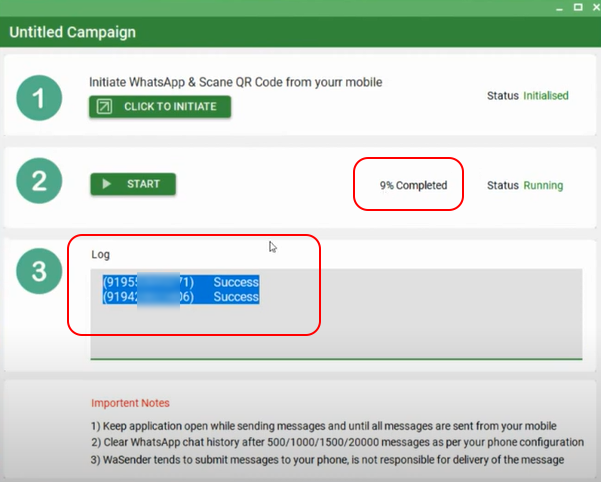 Untitled Campaign
1
Initiate WhatsApp & Scane QR Code from yourr mobile
CLICK TO INITIATE
Status Initialised
2
START
9% Completed
Status Running
3
Log
(9195 71) Success
(9194 06) Success
Importent Notes
1) Keep application open while sending messages and until all messages are sent from your mobile
2) Clear WhatsApp chat history after 500/1000/1500/20000 messages as per your phone configuration
3) WaSender tends to submit messages to your phone, is not responsible for delivery of the message